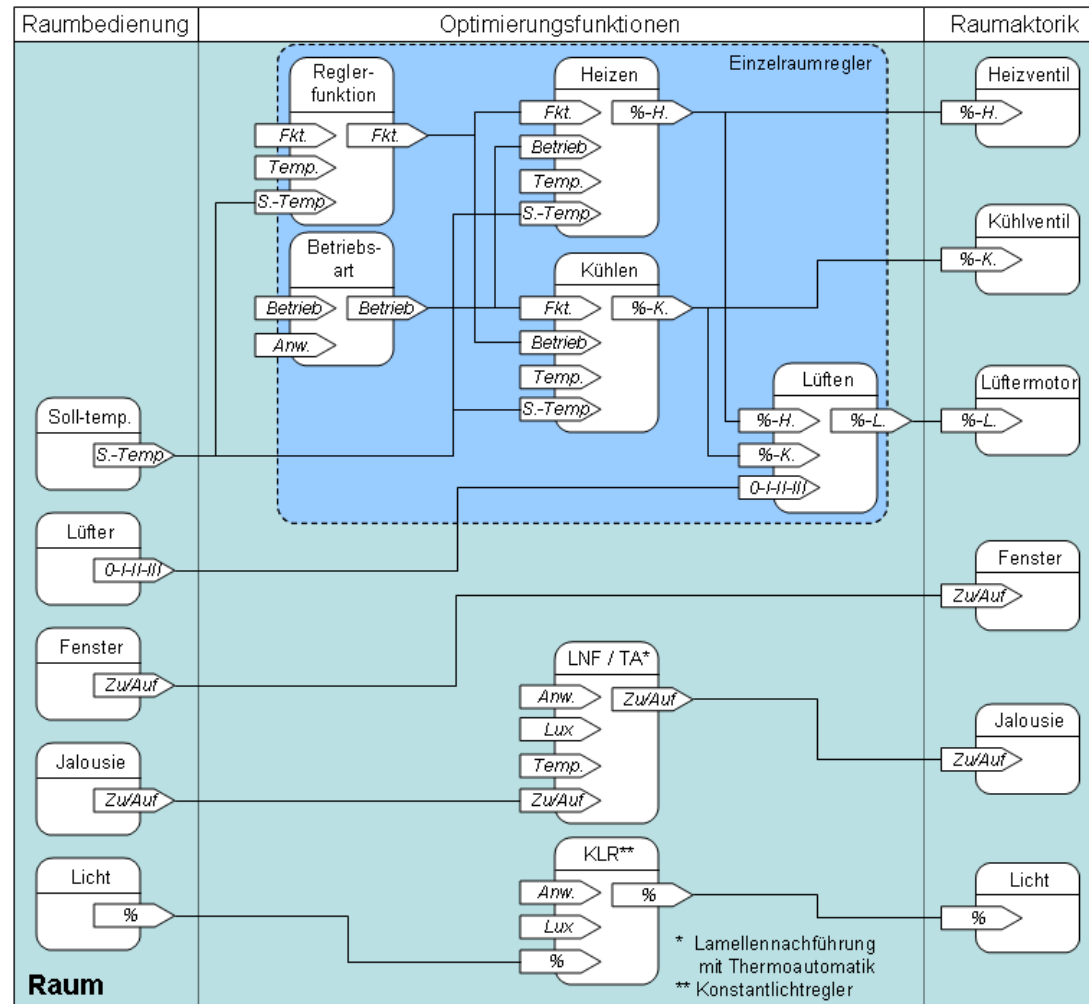 Raumbedienung
Optimierungsfunktionen
Raumaktorik
Einzelraumregler
Regler-
funktion
Fkt.
Fkt.
Temp.
S.-Temp
Betriebs-
art
Betrieb
Betrieb
Anw.
Heizen
Fkt.
%-H.
Betrieb
Temp.
S.-Temp
Kühlen
Fkt.
%-K.
Betrieb
Temp.
S.-Temp
Lüften
%-H.
%-L.
%-K.
0-I-II-III
Heizventil
%-H.
Kühlventil
%-K.
Lüftermotor
%-L.
Soll-temp.
S.-Temp
Lüfter
0-I-II-III
Fenster
Zu/Auf
Fenster
Zu/Auf
LNF / TA*
Anw.
Zu/Auf
Lux
Temp.
Zu/Auf
Jalousie
Zu/Auf
Jalousie
Zu/Auf
Licht
%
KLR**
Anw.
%
Lux
%
Licht
%
* Lamellennachführung
mit Thermoautomatik
** Konstantlichtregler
Raum